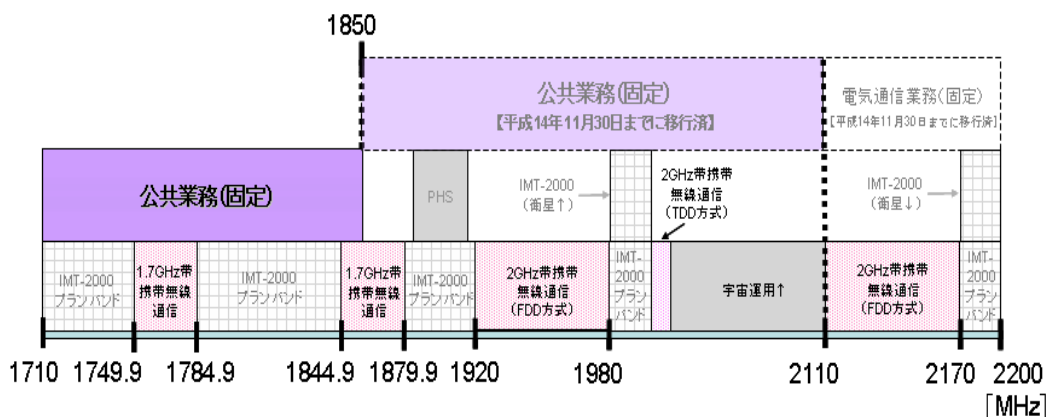 1850
公共業務(固定)
【平成14年11月30日までに移行済】
電気通信業務(固定)
【平成14年11月30日までに移行済】
公共業務(固定)
PHS
IMT-2000
(衛星↑)
2GHz帯携帯
無線通信
(TDD方式)
IMT-2000
(衛星↓)
IMT-2000
プランバンド
1.7GHz帯
携帯無線
通信
IMT-2000
プランバンド
1.7GHz帯
携帯無線
通信
IMT-2000
プランバンド
2GHz帯携帯
無線通信
(FDD方式)
IMT-
2000
プラン
バンド
宇宙運用↑
2GHz帯携帯
無線通信
(FDD方式)
IMT-
2000
プラン
バンド
1710 1749.9 1784.9 1844.9 1879.9 1920 1980 2110 2170 2200
[MHz]